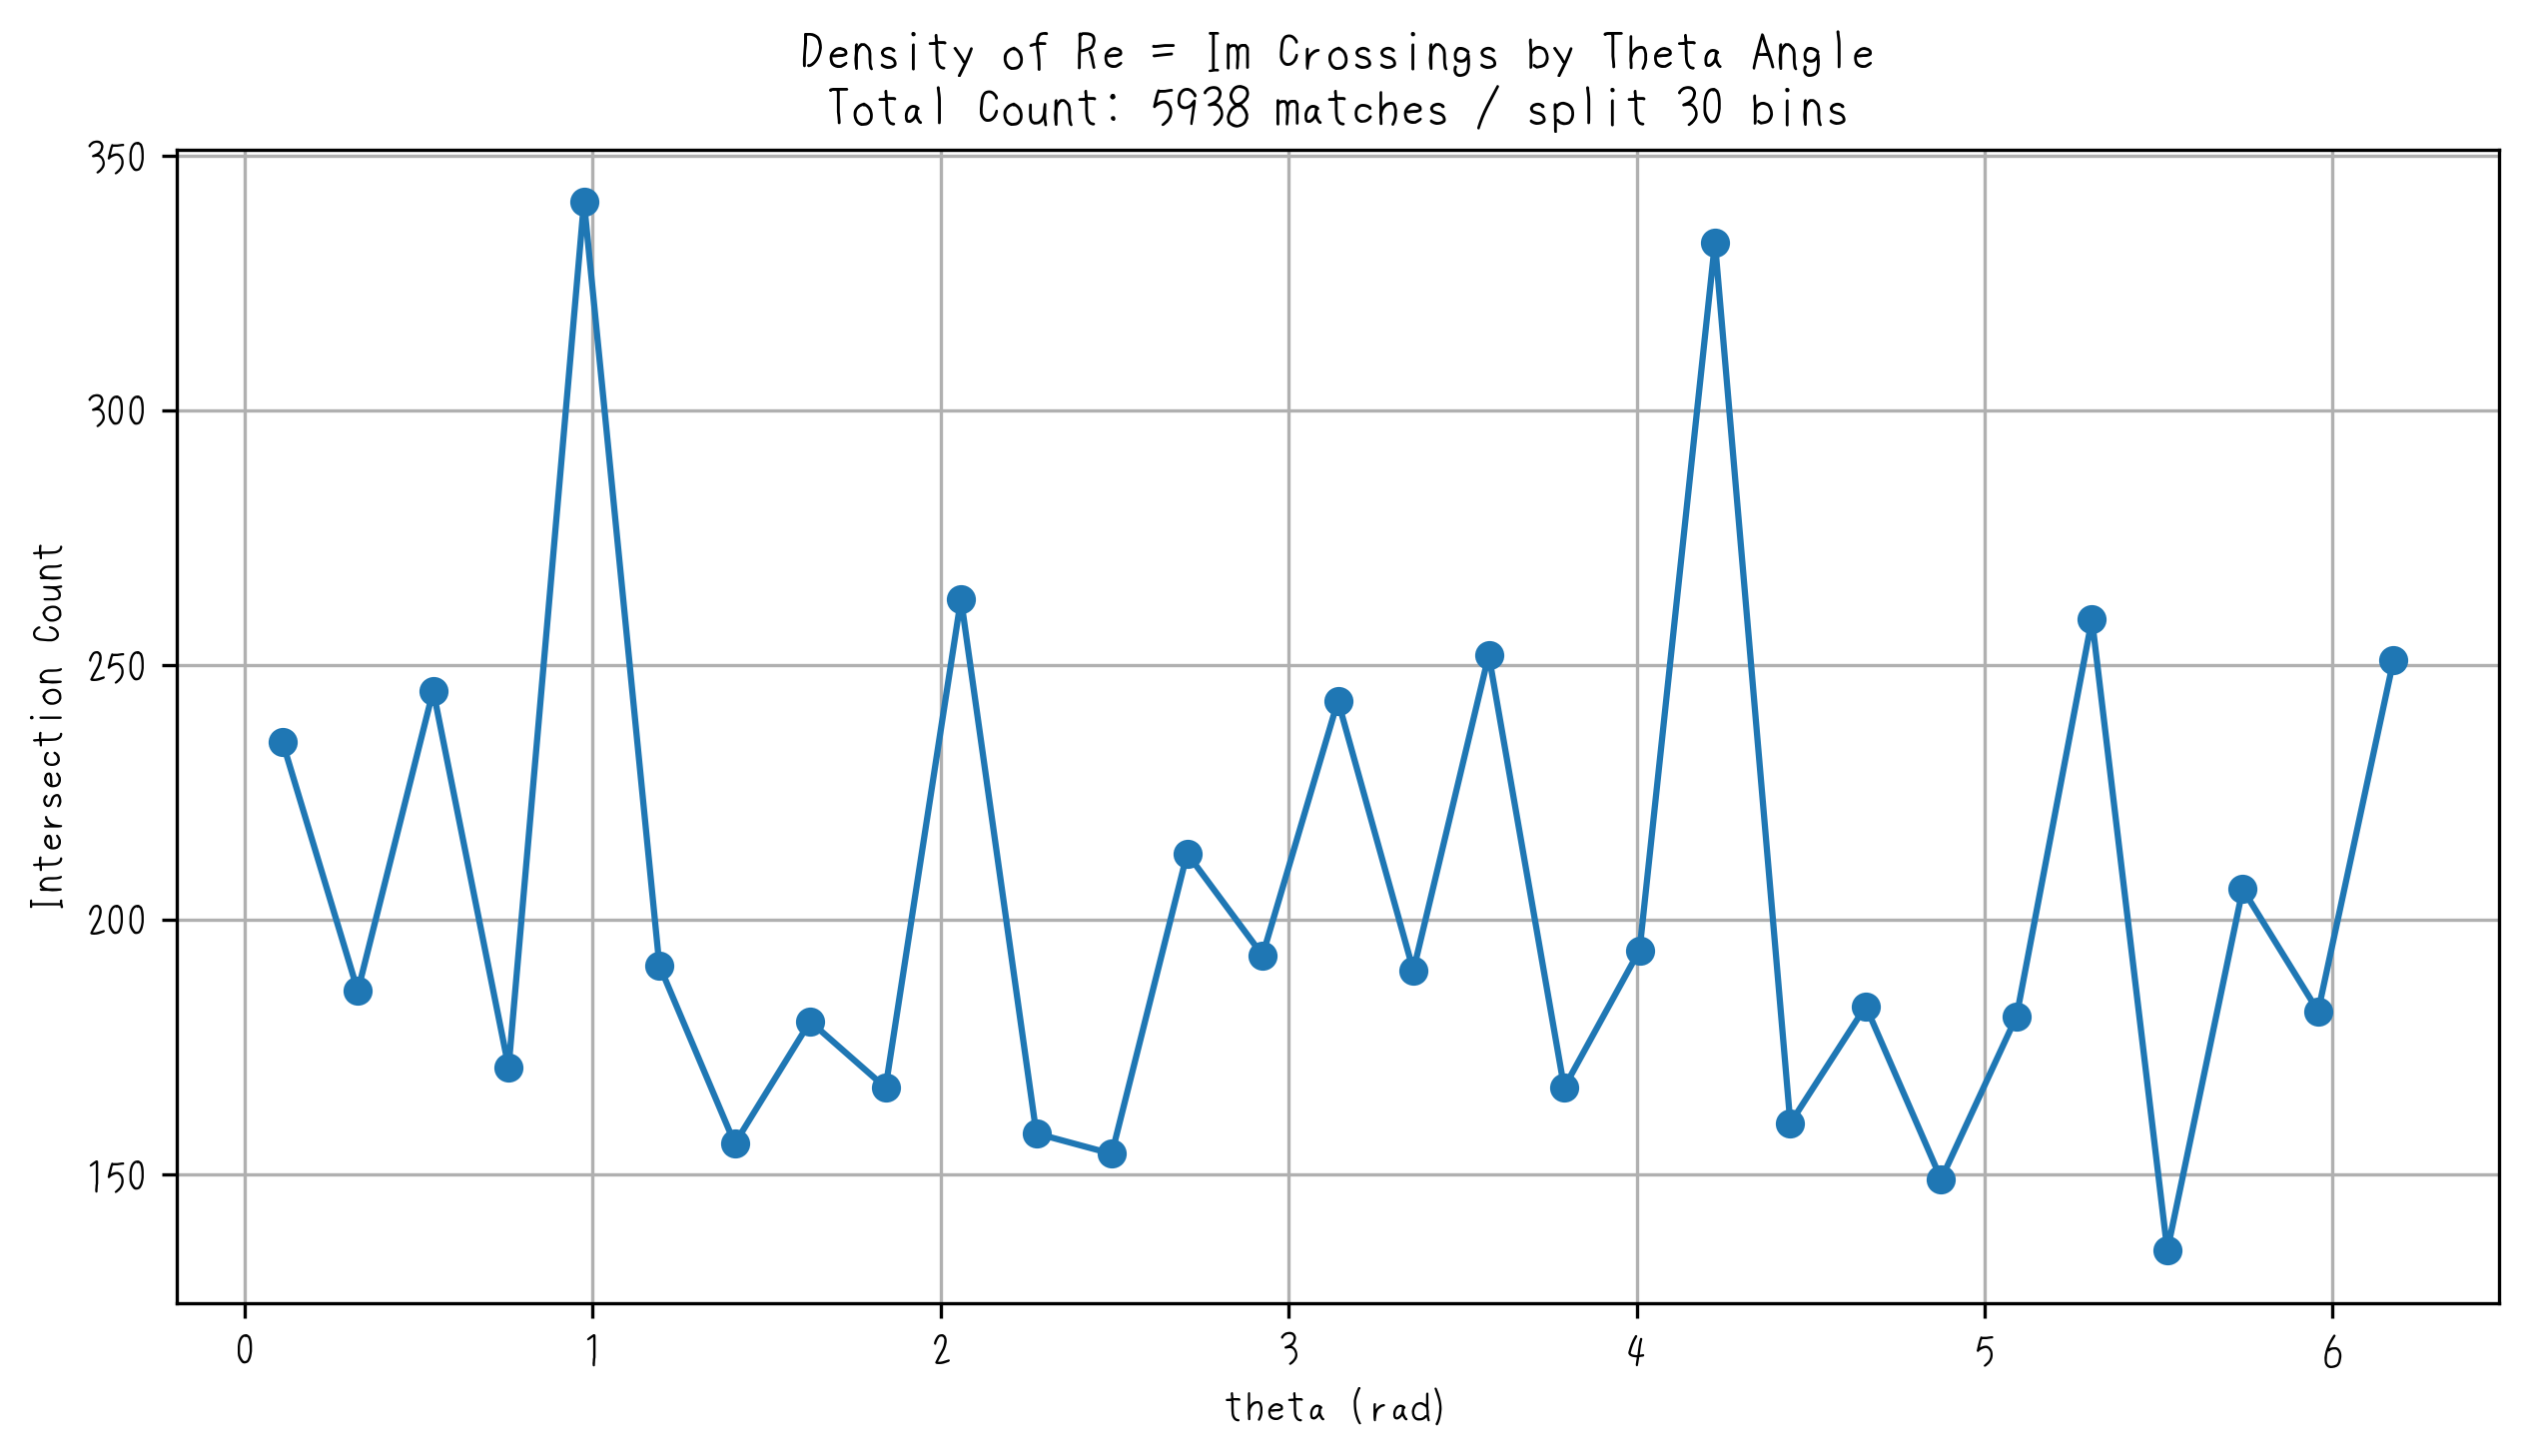 Density of Re = Im Crossings by Theta Angle
Total Count: 5938 matches / split 30 bins
350
300
250
200
150
Intersection Count
0 1 2 3 4 5 6
theta (rad)